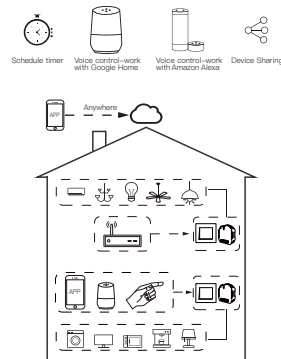 Schedule timer
Voice control-work
with Google Home
Voice control-work
with Amazon Alexa
Device Sharing
APP
Anywhere
APP